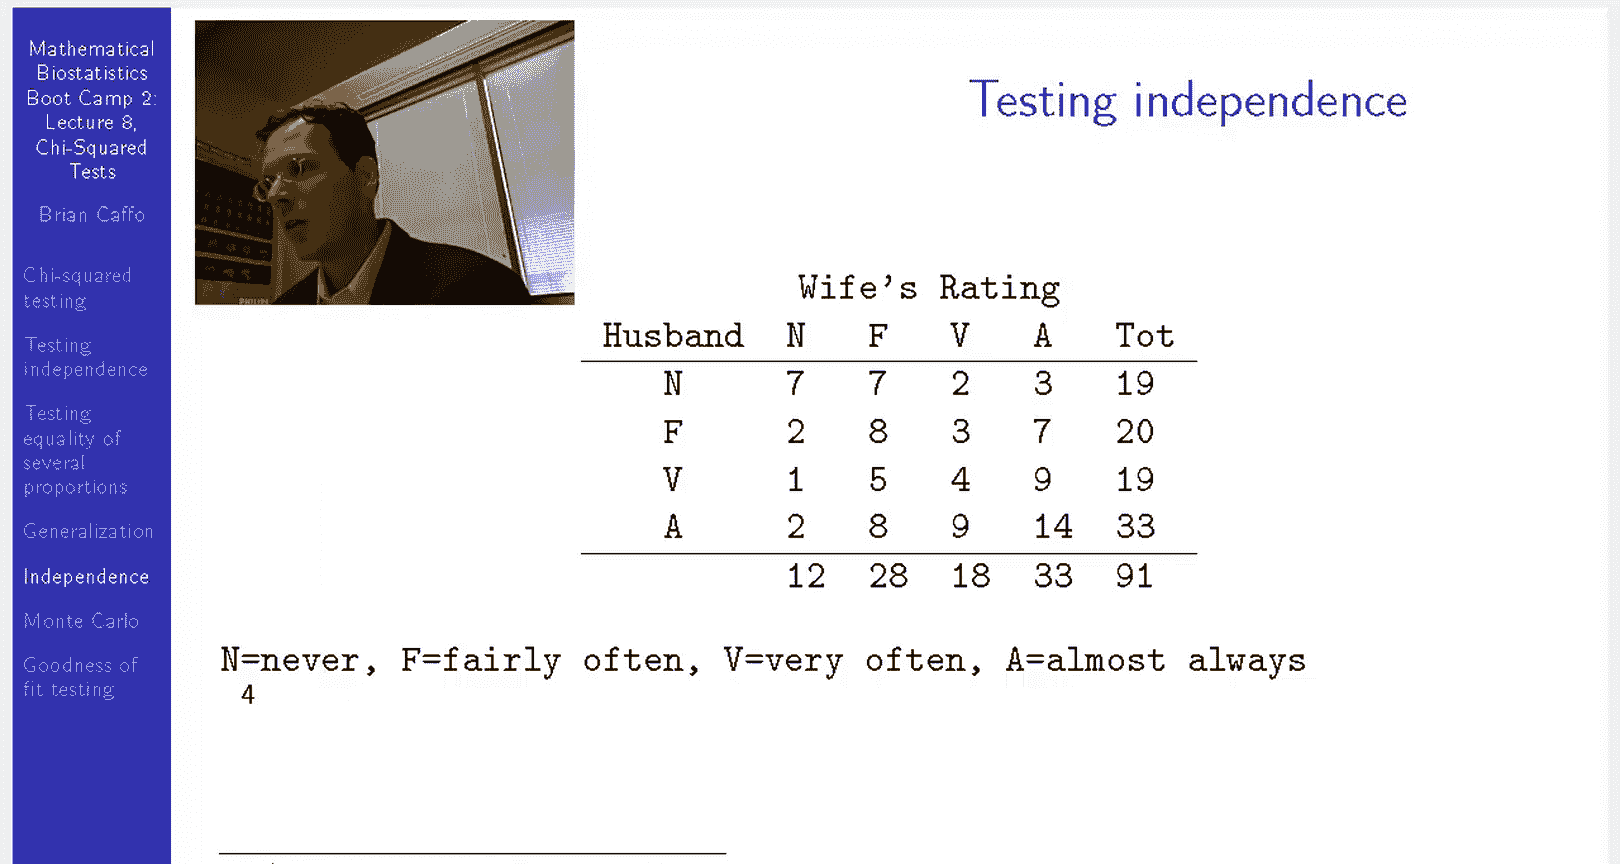 Mathematical
Biostatistics
Boot Camp 2:
Lecture 8,
Chi-Squared
Tests
Brian Caffo
Chi-squared
testing
Testing
independence
Testing
equality of
several
proportions
Generalization
Independence
Monte Carlo
Goodness of
fit testing
PHILIPS
Testing independence
Wife's Rating
Husband N F V A Tot
N 7 7 2 3 19
F 2 8 3 7 20
V 1 5 4 9 19
A 2 8 9 14 33
12 28 18 33 91
N=never, F=fairly often, V=very often, A=almost always
4